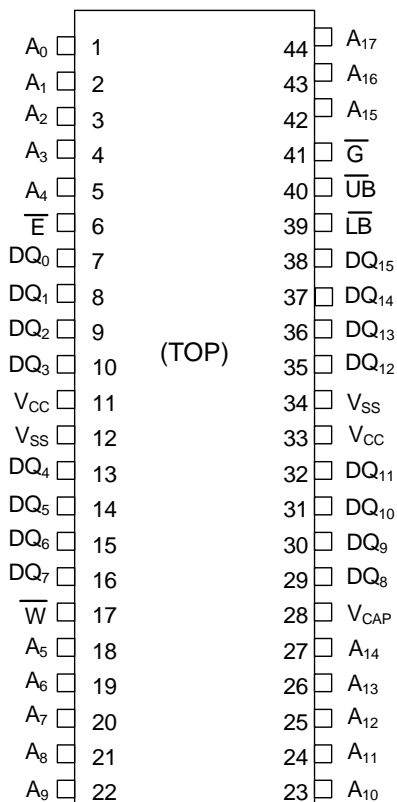 A0 1 44 A17
A1 2 43 A16
A2 3 42 A15
A3 4 41 G̅
A4 5 40 U̅B̅
E̅ 6 39 L̅B̅
DQ0 7 38 DQ15
DQ1 8 37 DQ14
DQ2 9 36 DQ13
DQ3 10 (TOP) 35 DQ12
VCC 11 34 VSS
VSS 12 33 VCC
DQ4 13 32 DQ11
DQ5 14 31 DQ10
DQ6 15 30 DQ9
DQ7 16 29 DQ8
W̅ 17 28 VCAP
A5 18 27 A14
A6 19 26 A13
A7 20 25 A12
A8 21 24 A11
A9 22 23 A10